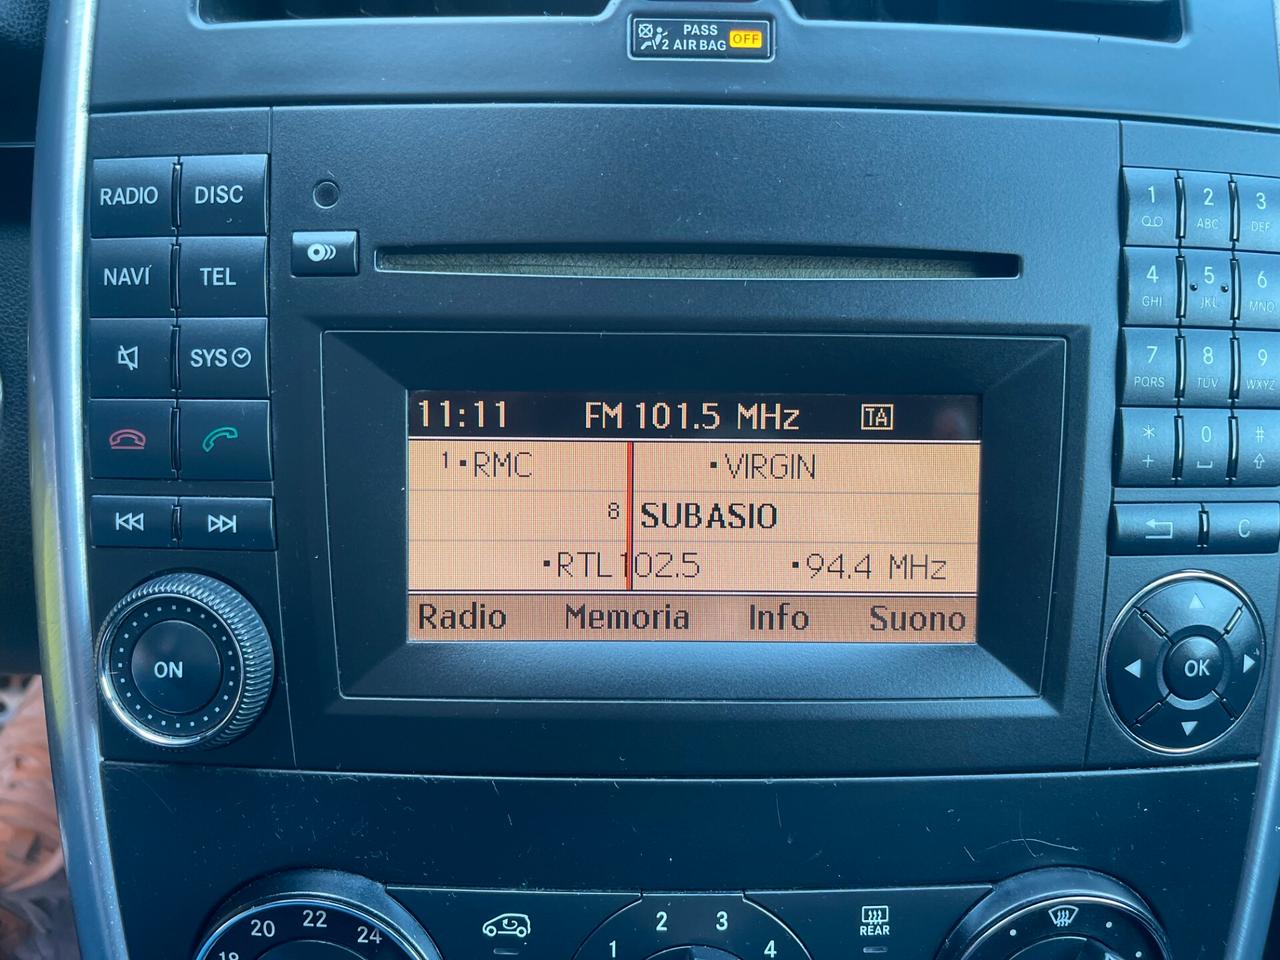 PASS
2 AIR BAG OFF
RADIO DISC
NAVI TEL
SYS
ON
11:11 FM 101.5 MHz TA
1 •RMC •VIRGIN
8 SUBASIO
•RTL102.5 •94.4 MHz
Radio Memoria Info Suono
1 2 3
ABC DEF
4 5 6
GHI JKL MNO
7 8 9
PQRS TUV WXYZ
* 0 #
+
C
OK
20 22 24
18
1 2 3 4
REAR